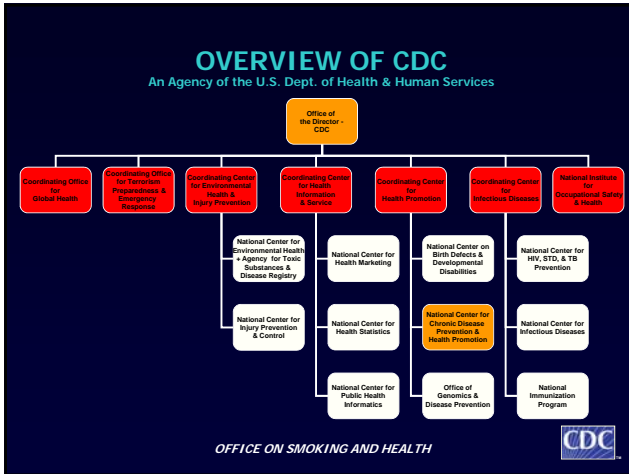 OVERVIEW OF CDC
An Agency of the U.S. Dept. of Health & Human Services
Office of
the Director -
CDC
Coordinating Office
for
Global Health
Coordinating Office
for Terrorism
Preparedness &
Emergency
Response
Coordinating Center
for Environmental
Health &
Injury Prevention
Coordinating Center
for Health
Information
& Service
Coordinating Center
for
Health Promotion
Coordinating Center
for
Infectious Diseases
National Institute
for
Occupational Safety
& Health
National Center for
Environmental Health
+ Agency for Toxic
Substances &
Disease Registry
National Center for
Health Marketing
National Center on
Birth Defects &
Developmental
Disabilities
National Center for
HIV, STD, & TB
Prevention
National Center for
Injury Prevention
& Control
National Center for
Health Statistics
National Center for
Chronic Disease
Prevention &
Health Promotion
National Center for
Infectious Diseases
National Center for
Public Health
Informatics
Office of
Genomics &
Disease Prevention
National
Immunization
Program
OFFICE ON SMOKING AND HEALTH
CDC
TM